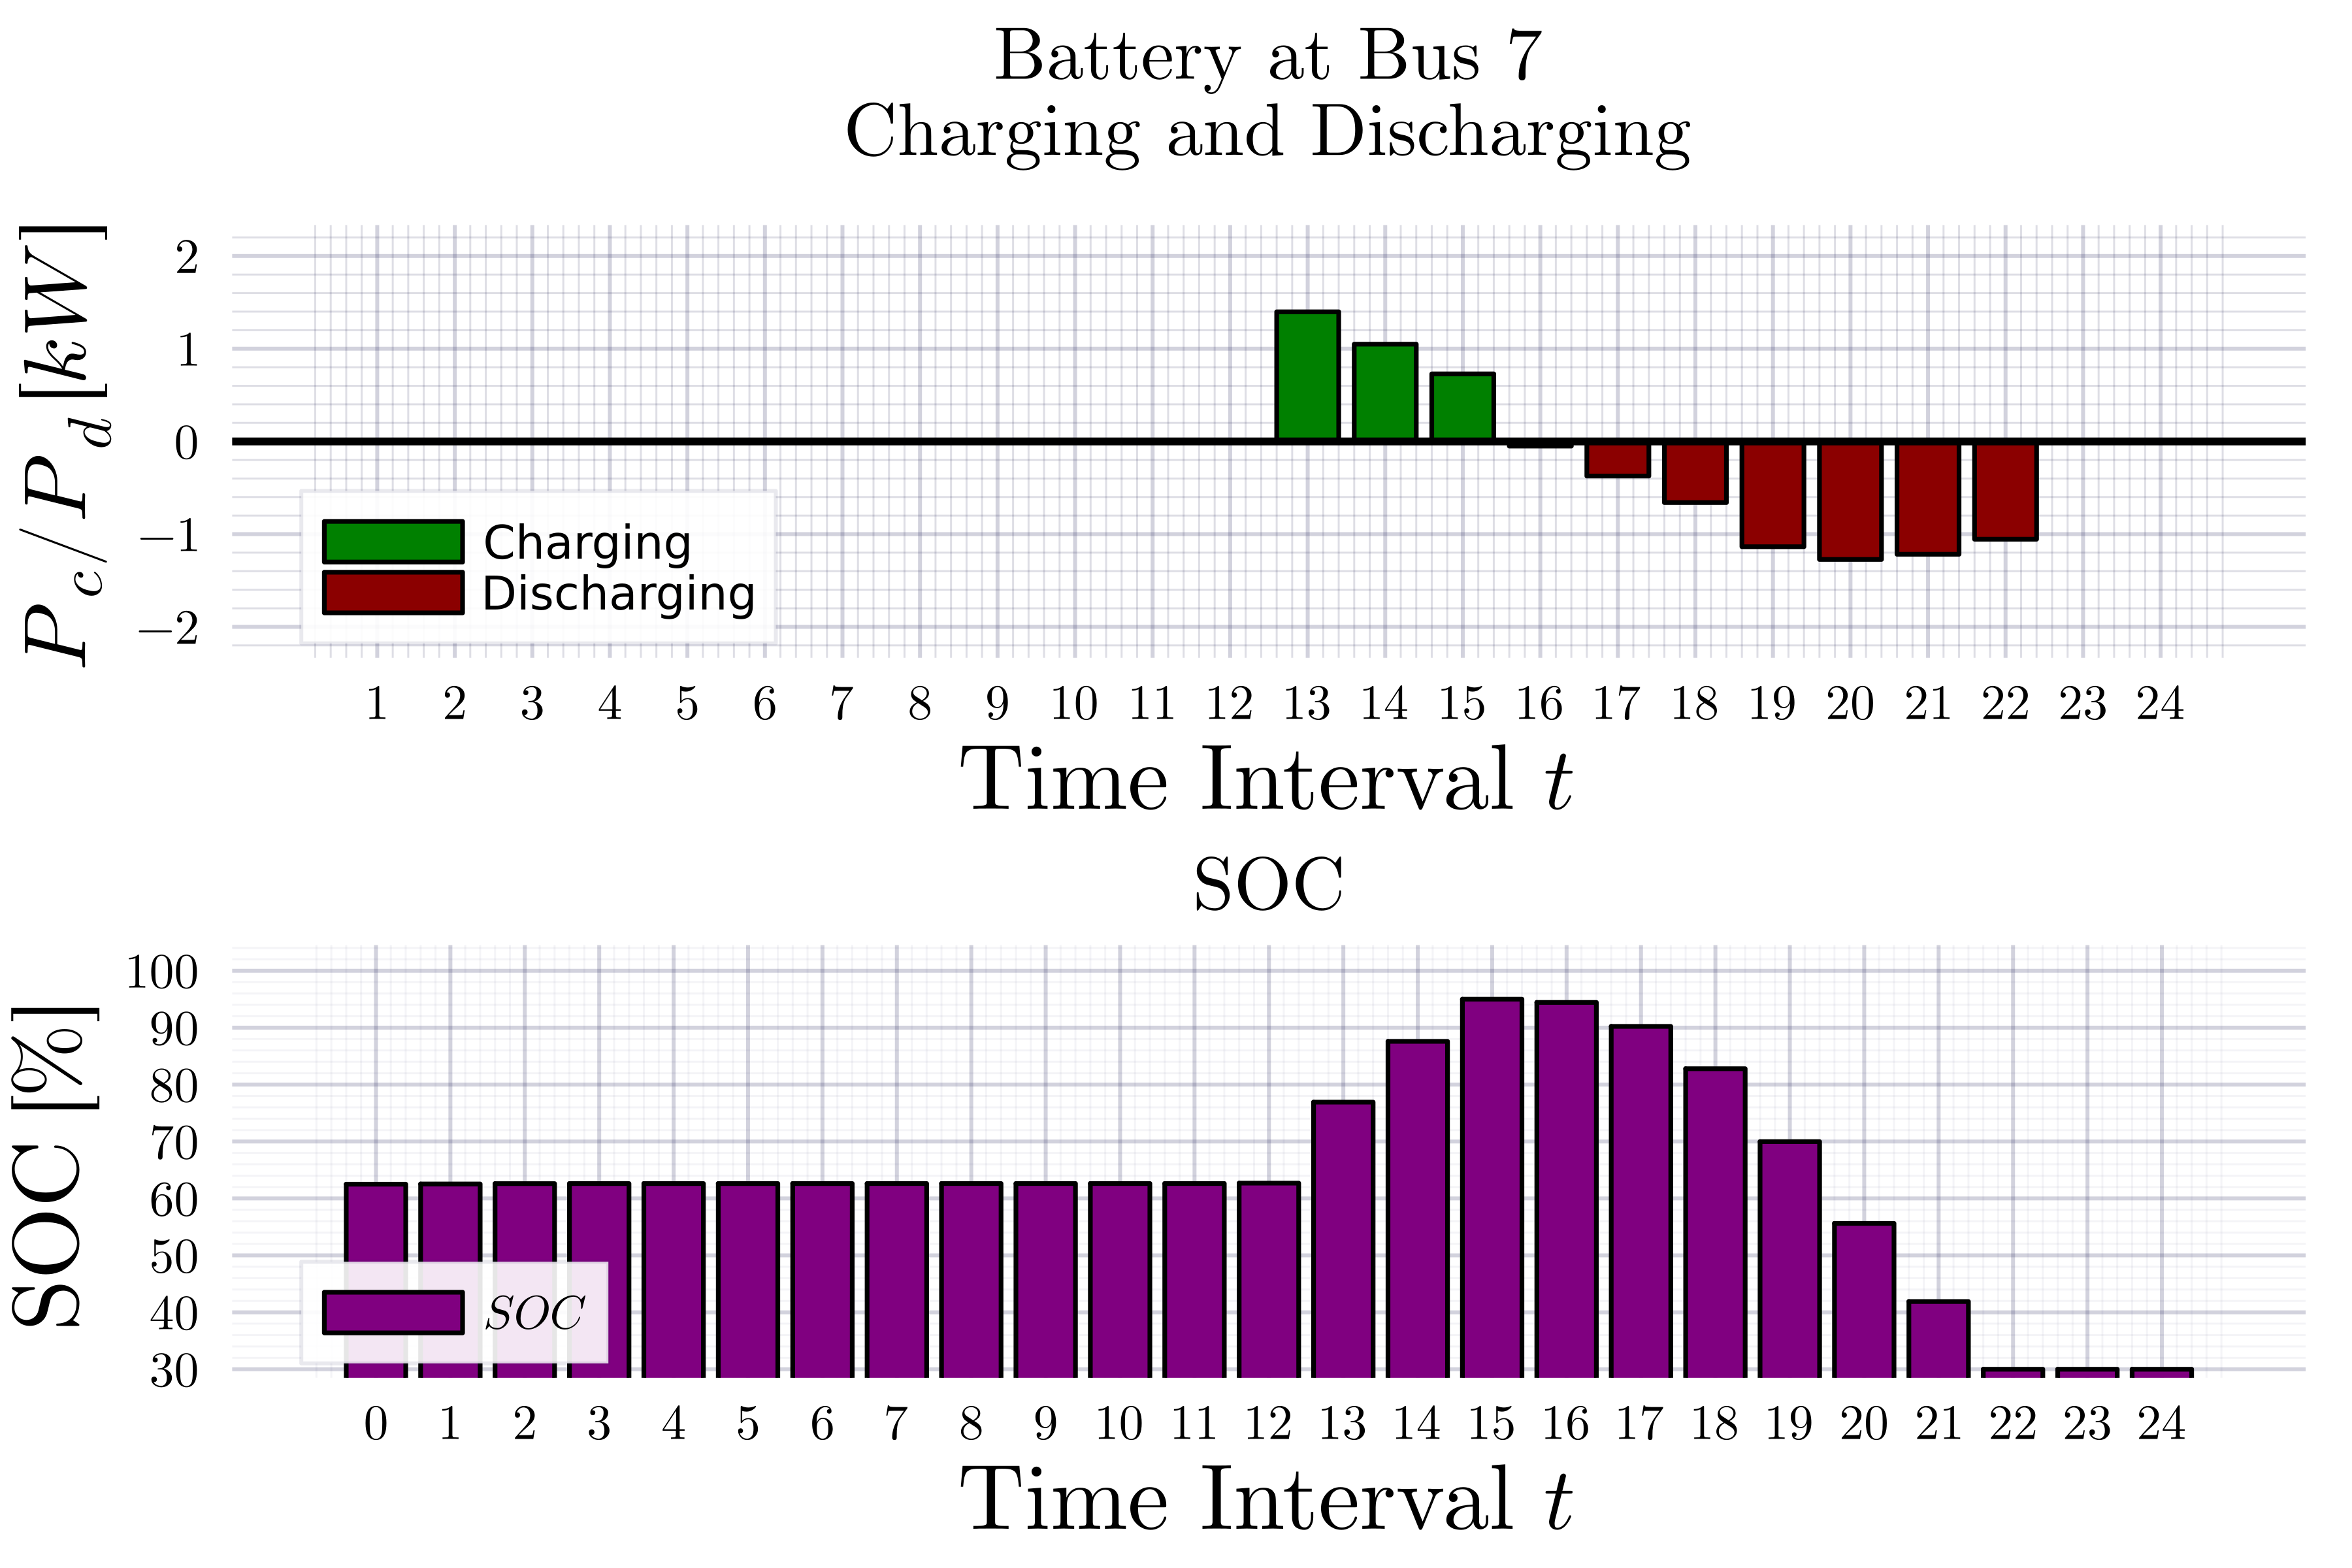 Battery at Bus 7
Charging and Discharging
P_c/P_d [kW]
2
1
0
−1
−2
Charging
Discharging
1 2 3 4 5 6 7 8 9 10 11 12 13 14 15 16 17 18 19 20 21 22 23 24
Time Interval t
SOC
SOC [%]
100
90
80
70
60
50
40
30
SOC
0 1 2 3 4 5 6 7 8 9 10 11 12 13 14 15 16 17 18 19 20 21 22 23 24
Time Interval t